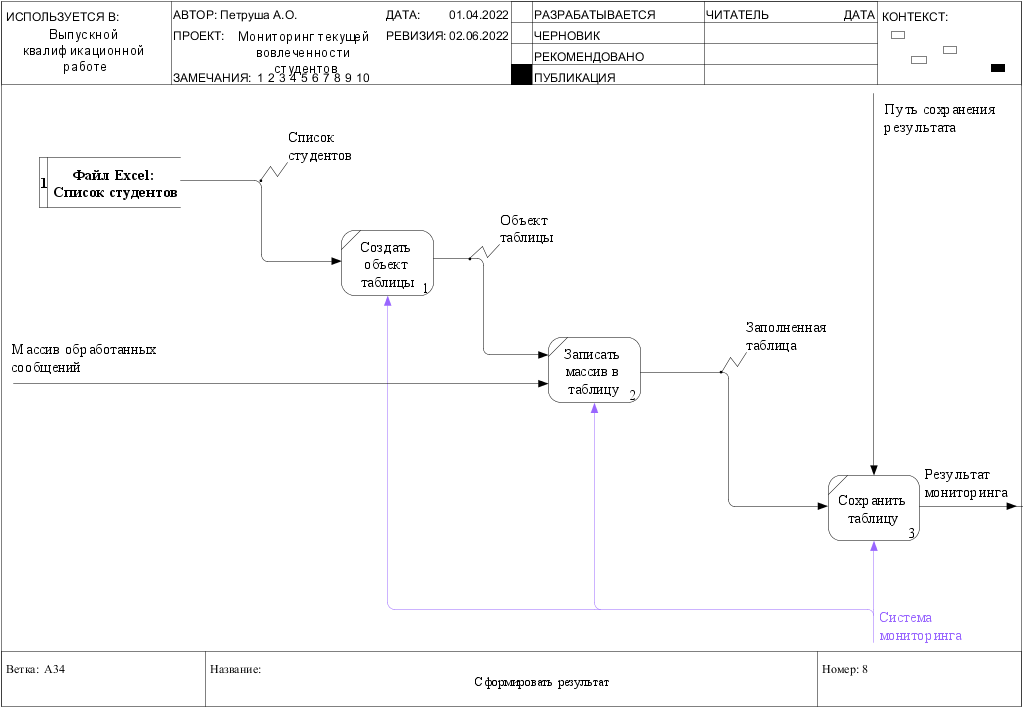 ИСПОЛЬЗУЕТСЯ В:
Выпускной
квалификационной
работе
АВТОР: Петруша А.О.
ДАТА: 01.04.2022
ПРОЕКТ: Мониторинг текущей
вовлеченности
студентов
РЕВИЗИЯ: 02.06.2022
ЗАМЕЧАНИЯ: 1 2 3 4 5 6 7 8 9 10
РАЗРАБАТЫВАЕТСЯ
ЧЕРНОВИК
РЕКОМЕНДОВАНО
ПУБЛИКАЦИЯ
ЧИТАТЕЛЬ ДАТА
КОНТЕКСТ:
Путь сохранения
результата
Список
студентов
1
Файл Excel:
Список студентов
Объект
таблицы
Создать
объект
таблицы
1
Заполненная
таблица
Массив обработанных
сообщений
Записать
массив в
таблицу
2
Результат
мониторинга
Сохранить
таблицу
3
Система
мониторинга
Ветка: A34
Название:
Сформировать результат
Номер: 8